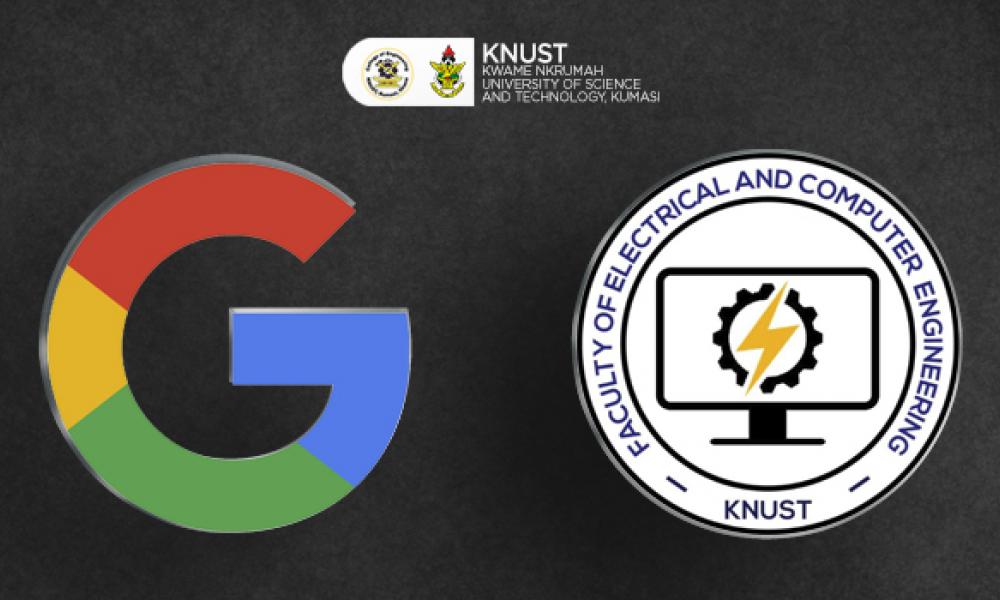 KNUST
KWAME NKRUMAH
UNIVERSITY OF SCIENCE
AND TECHNOLOGY, KUMASI
FACULTY OF ELECTRICAL AND COMPUTER ENGINEERING
KNUST